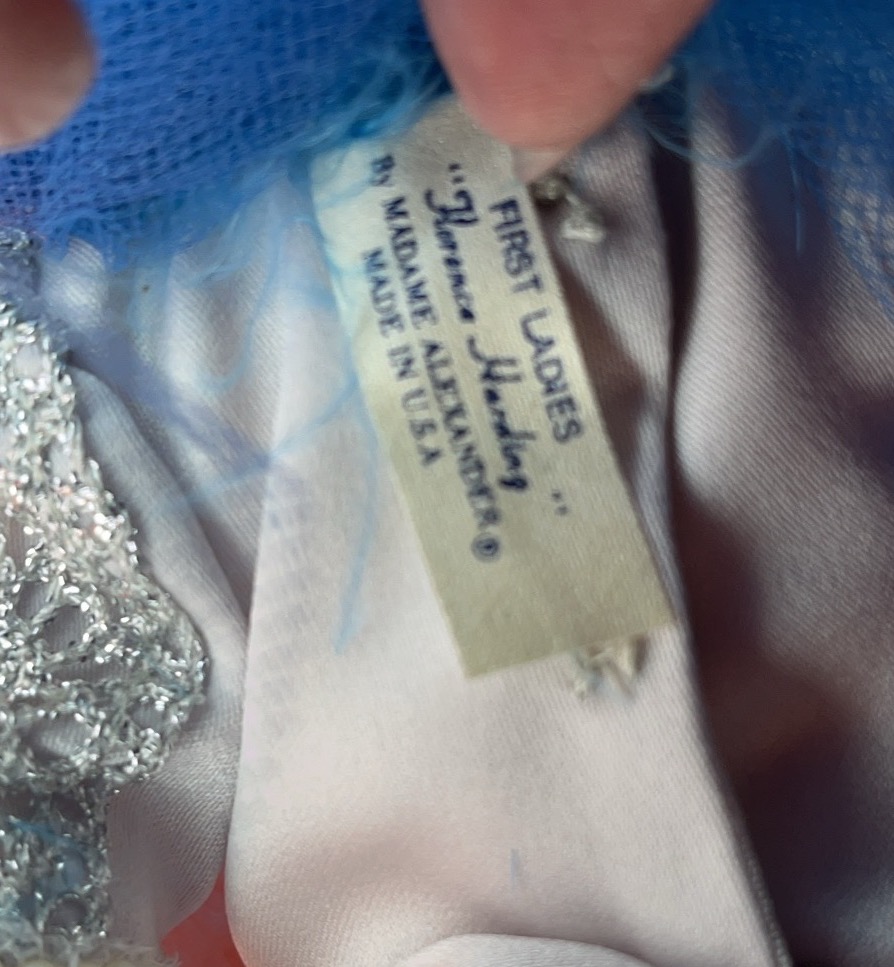 FIRST LADIES
"Florence Harding"
By MADAME ALEXANDER®
MADE IN U.S.A